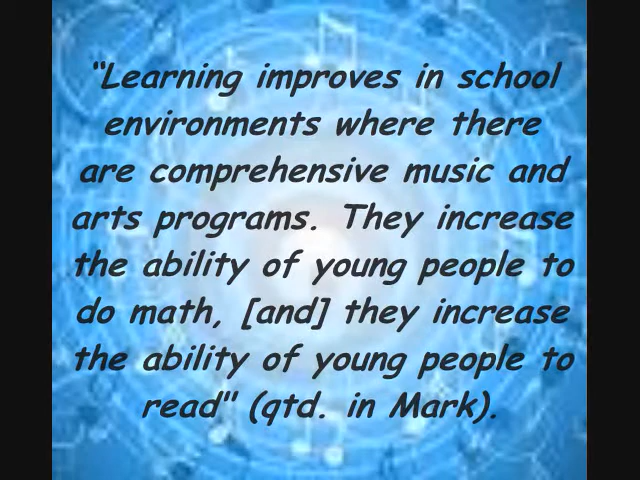 "Learning improves in school
environments where there
are comprehensive music and
arts programs. They increase
the ability of young people to
do math, [and] they increase
the ability of young people to
read" (qtd. in Mark).